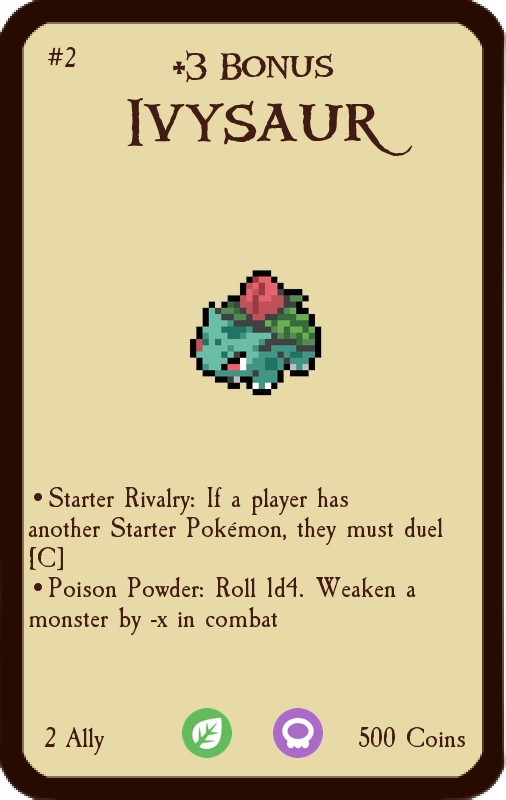 #2
+3 Bonus
Ivysaur
•Starter Rivalry: If a player has
another Starter Pokémon, they must duel
[C]
•Poison Powder: Roll 1d4. Weaken a
monster by -x in combat
2 Ally
500 Coins